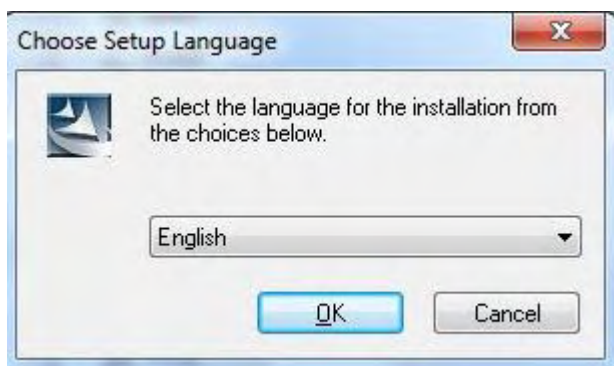 Choose Setup Language
Select the language for the installation from
the choices below.
English
OK
Cancel